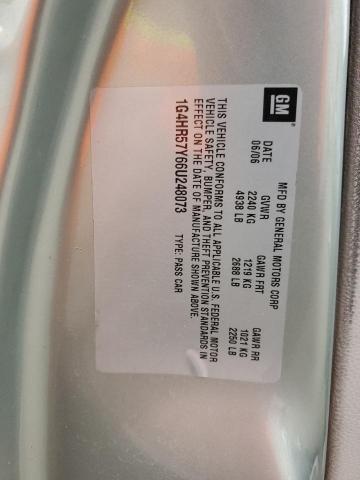 GM
MFD BY GENERAL MOTORS CORP
DATE GVWR GAWR FRT GAWR RR
06/06 2240 KG 1219 KG 1021 KG
4938 LB 2688 LB 2250 LB
THIS VEHICLE CONFORMS TO ALL APPLICABLE U.S. FEDERAL MOTOR
VEHICLE SAFETY, BUMPER, AND THEFT PREVENTION STANDARDS IN
EFFECT ON THE DATE OF MANUFACTURE SHOWN ABOVE.
1G4HR57Y66U248073 TYPE: PASS CAR